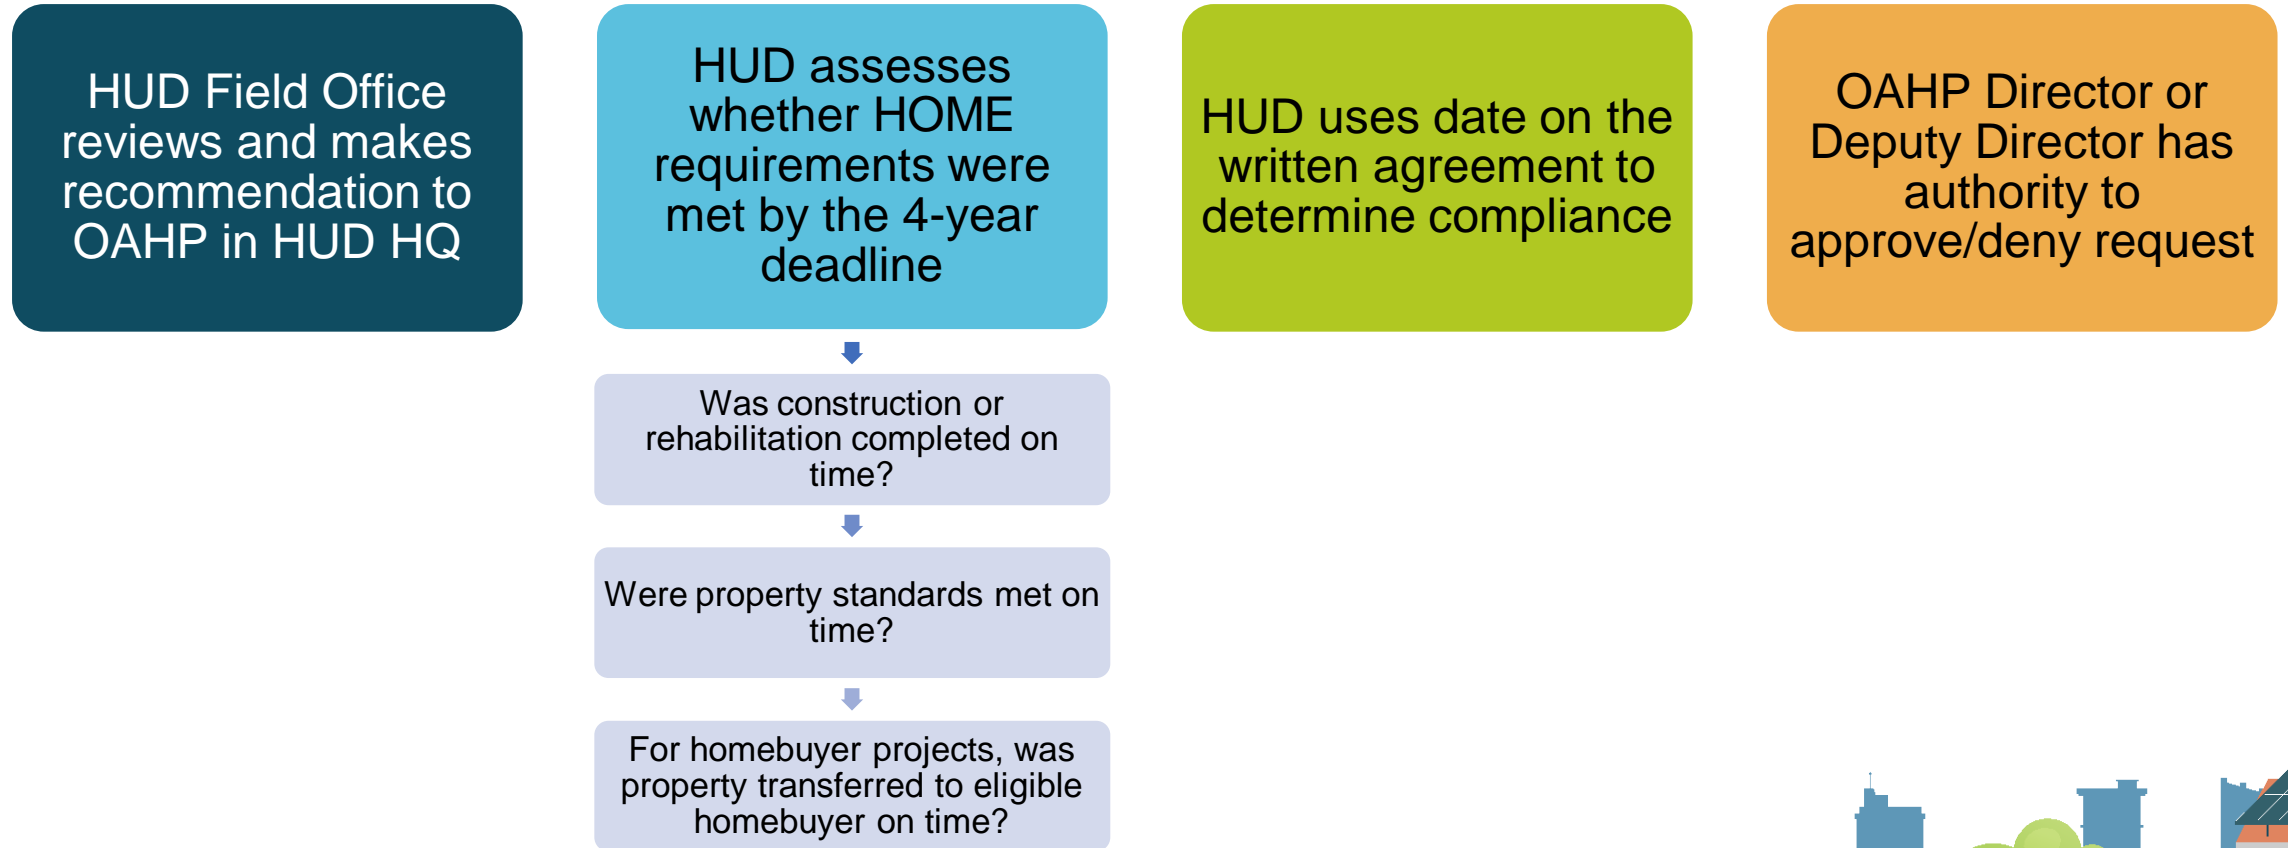 HUD Field Office
reviews and makes
recommendation to
OAHP in HUD HQ
HUD assesses
whether HOME
requirements were
met by the 4-year
deadline
Was construction or
rehabilitation completed on
time?
Were property standards met on
time?
For homebuyer projects, was
property transferred to eligible
homebuyer on time?
HUD uses date on the
written agreement to
determine compliance
OAHP Director or
Deputy Director has
authority to
approve/deny request